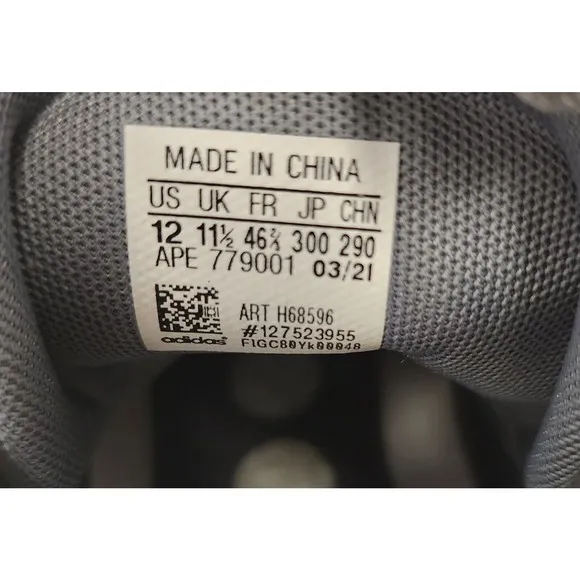 MADE IN CHINA
US UK FR JP CHN
12 11½ 46⅔ 300 290
APE 779001 03/21
ART H68596
#127523955
F1GC80Yk00048
adidas